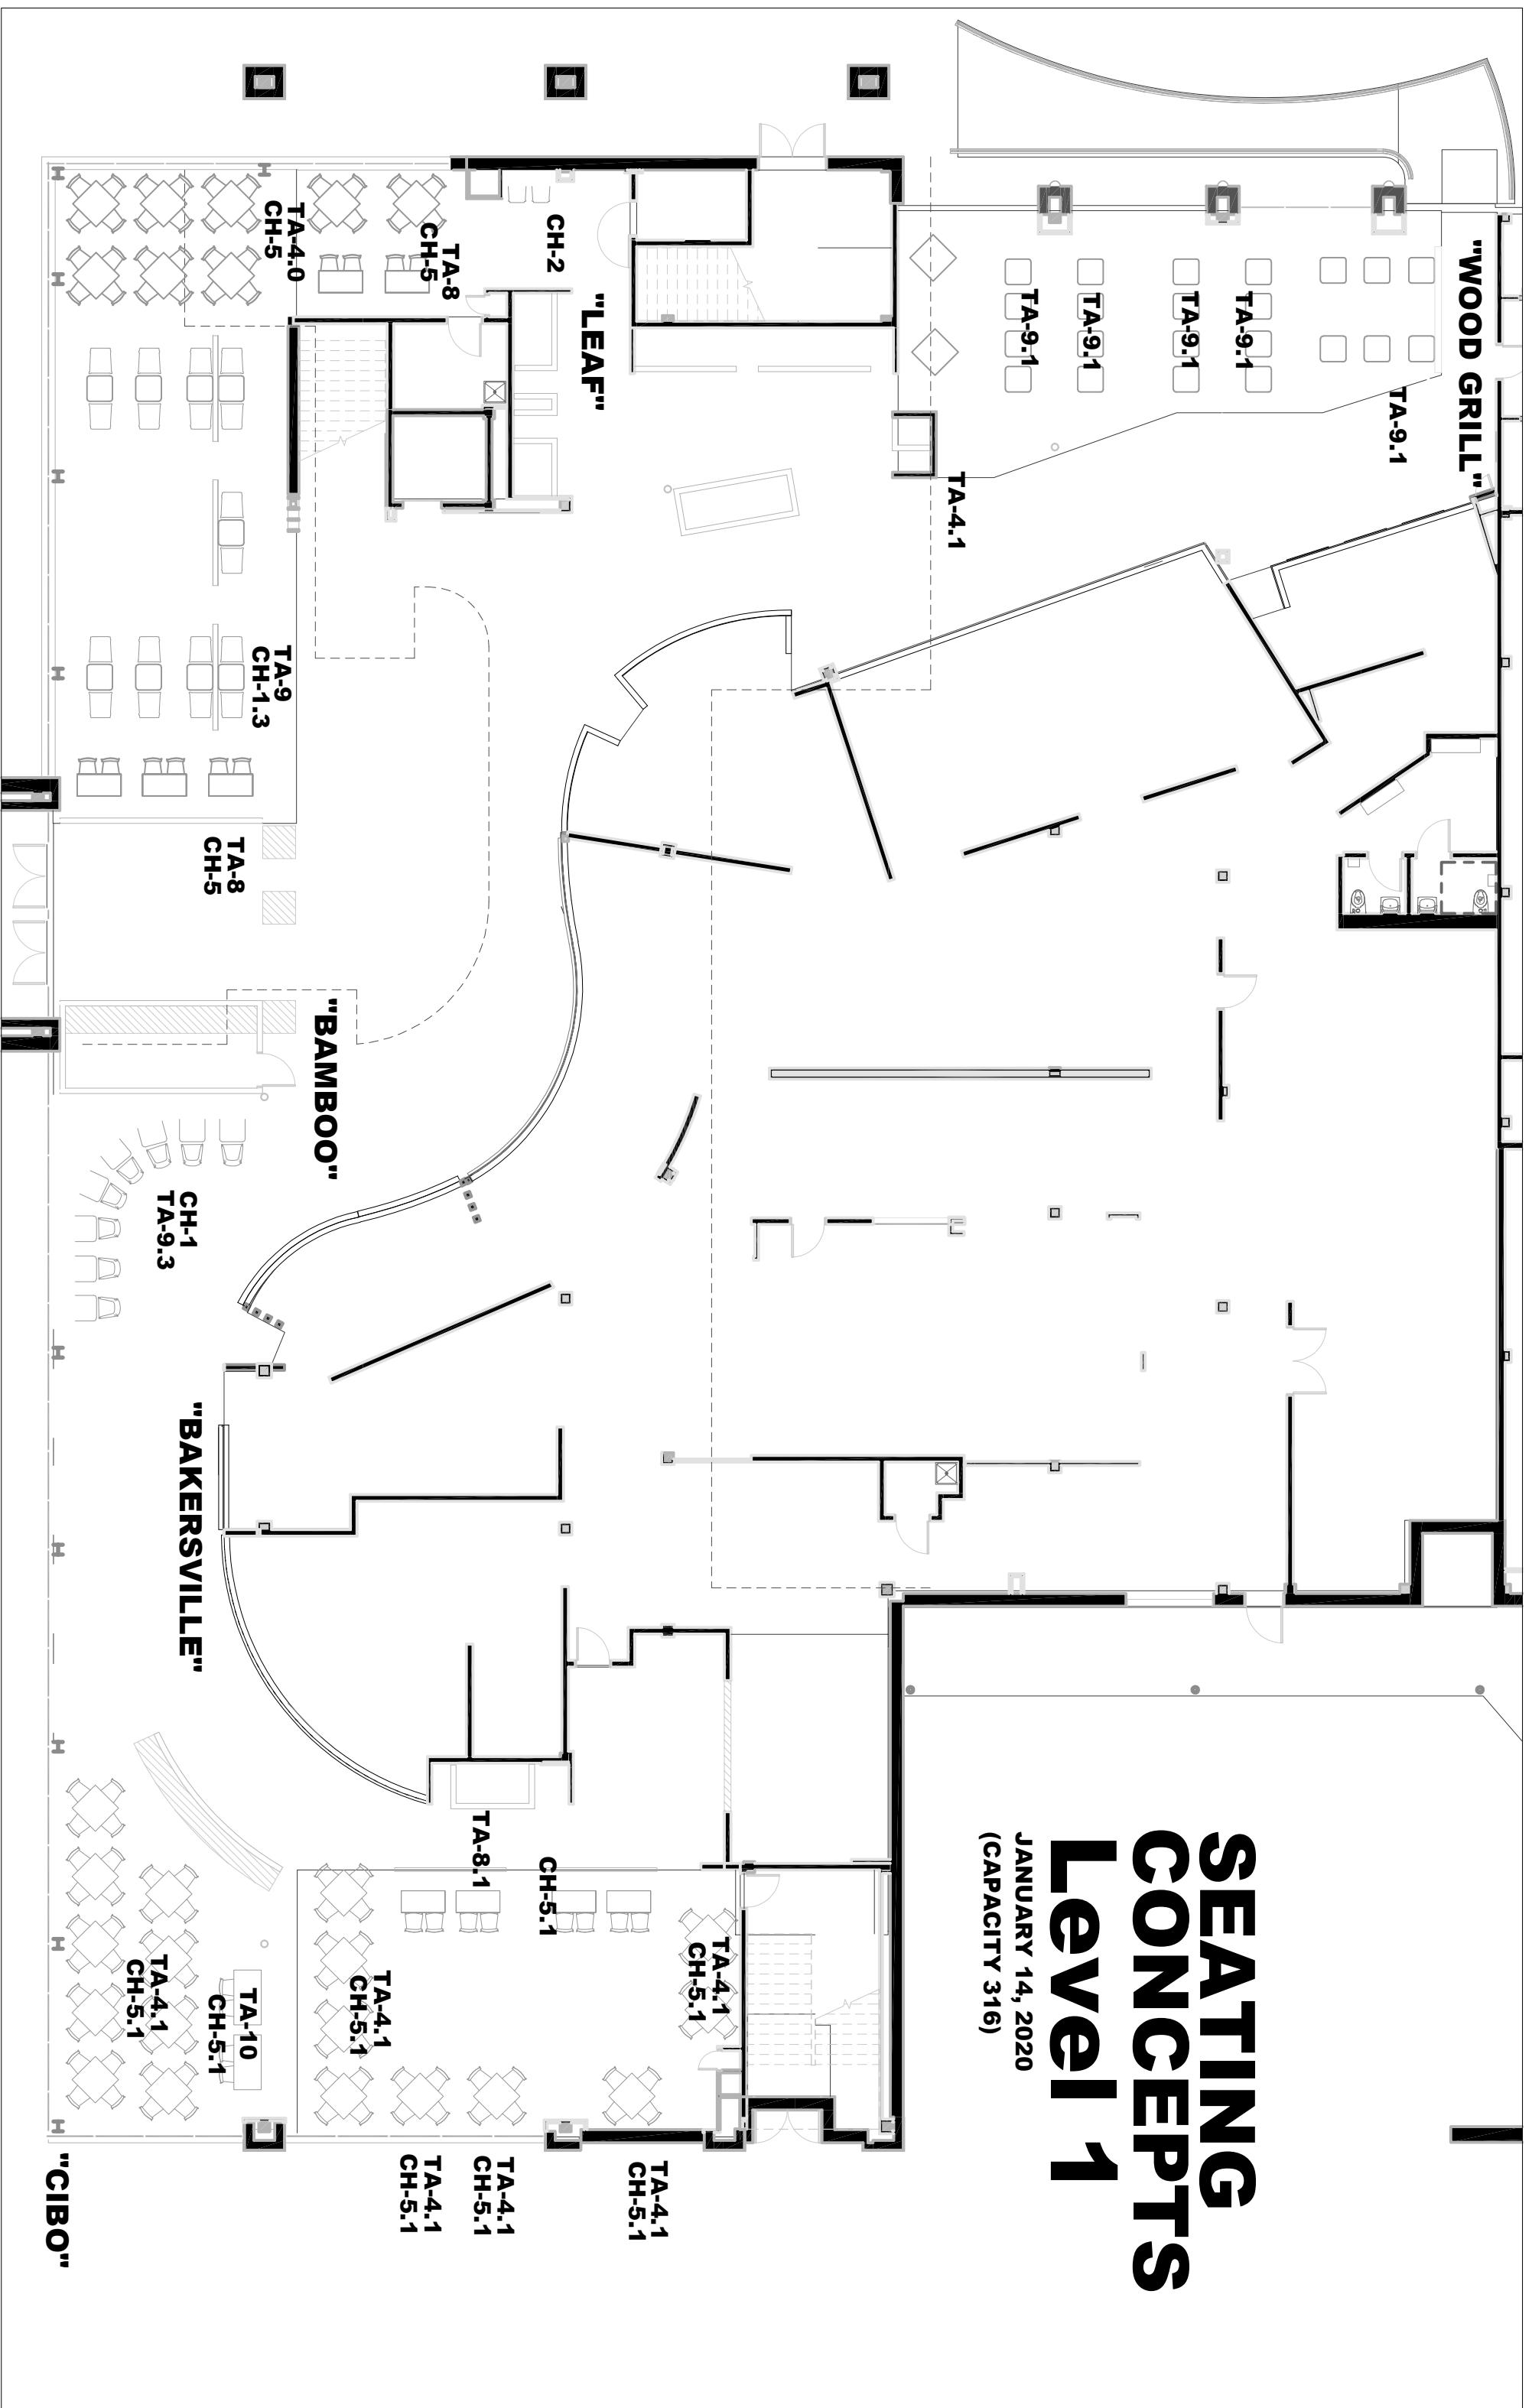 SEATING
CONCEPTS
Level 1
JANUARY 14, 2020
(CAPACITY 316)
"WOOD GRILL"
TA-9.1
TA-9.1
TA-9.1
TA-9.1
TA-9.1
TA-4.1
"LEAF"
CH-2
TA-8
CH-5
TA-4.0
CH-5
TA-9
CH-1.3
TA-8
CH-5
"BAMBOO"
CH-1
TA-9.3
"BAKERSVILLE"
TA-8.1
CH-5.1
TA-4.1
CH-5.1
TA-4.1
CH-5.1
TA-10
CH-5.1
TA-4.1
CH-5.1
TA-4.1
CH-5.1
TA-4.1
CH-5.1
TA-4.1
CH-5.1
"CIBO"